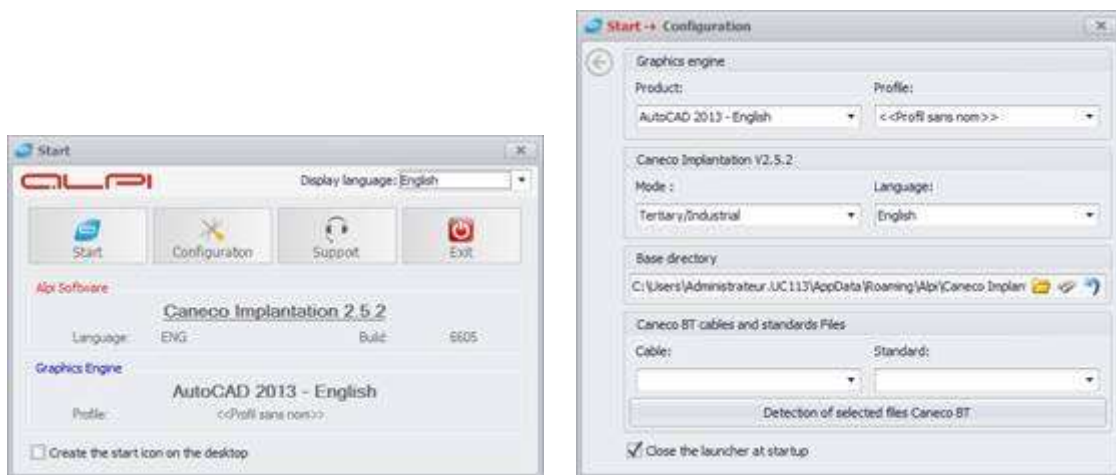 Start
ALPI
Display language: English
Start
Configuration
Support
Exit
Alpi Software
Caneco Implantation 2.5.2
Language: ENG Build: 6605
Graphics Engine
AutoCAD 2013 - English
Profile: <<Profil sans nom>>
Create the start icon on the desktop
Start → Configuration
Graphics engine
Product: Profile:
AutoCAD 2013 - English <<Profil sans nom>>
Caneco Implantation V2.5.2
Mode : Language:
Tertiary/Industrial English
Base directory
C:\Users\Administrateur.UC113\AppData\Roaming\Alpi\Caneco Implan
Caneco BT cables and standards Files
Cable: Standard:
Detection of selected files Caneco BT
Close the launcher at startup